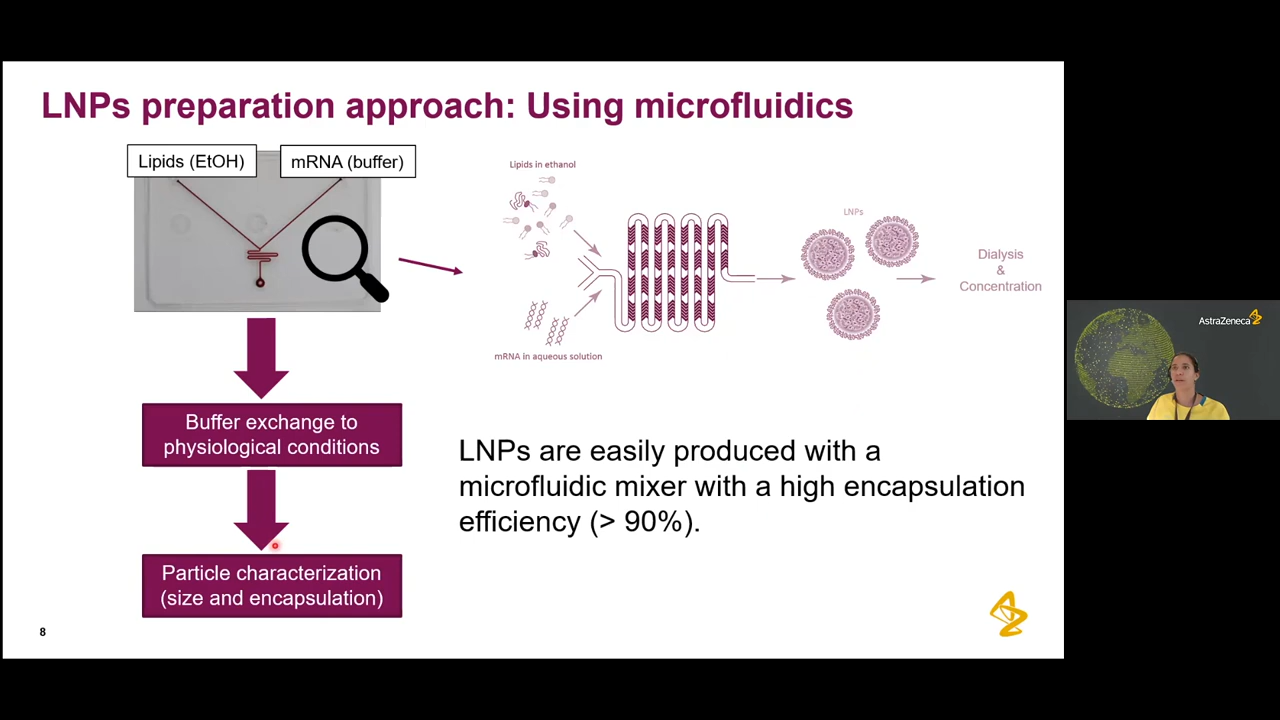 LNPs preparation approach: Using microfluidics
Lipids (EtOH)
mRNA (buffer)
Lipids in ethanol
mRNA in aqueous solution
LNPs
Dialysis
&
Concentration
Buffer exchange to
physiological conditions
Particle characterization
(size and encapsulation)
LNPs are easily produced with a
microfluidic mixer with a high encapsulation
efficiency (> 90%).
8
AstraZeneca